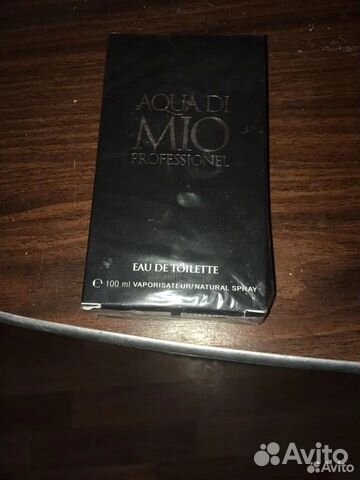 AQUA DI
MIO
PROFESSIONEL
EAU DE TOILETTE
℮ 100 ml VAPORISATEUR/NATURAL SPRAY
Avito